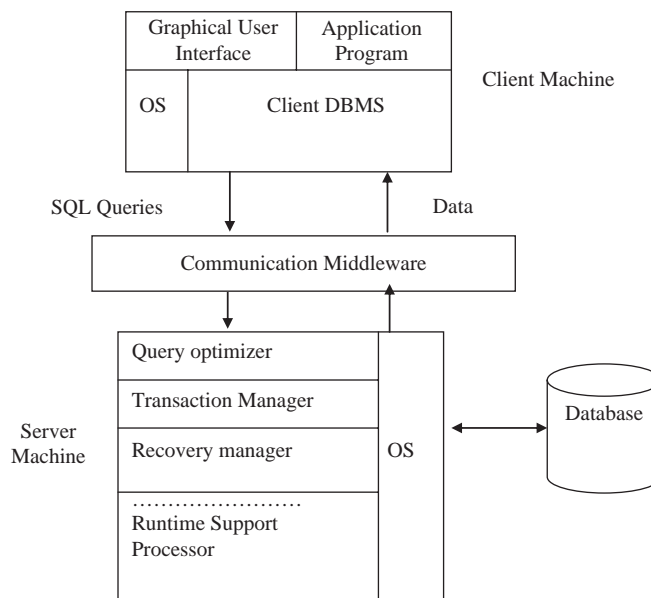 Graphical User
Interface
Application
Program
Client Machine
OS
Client DBMS
SQL Queries
Data
Communication Middleware
Query optimizer
Transaction Manager
Server
Machine
Recovery manager
OS
Database
……………………
Runtime Support
Processor